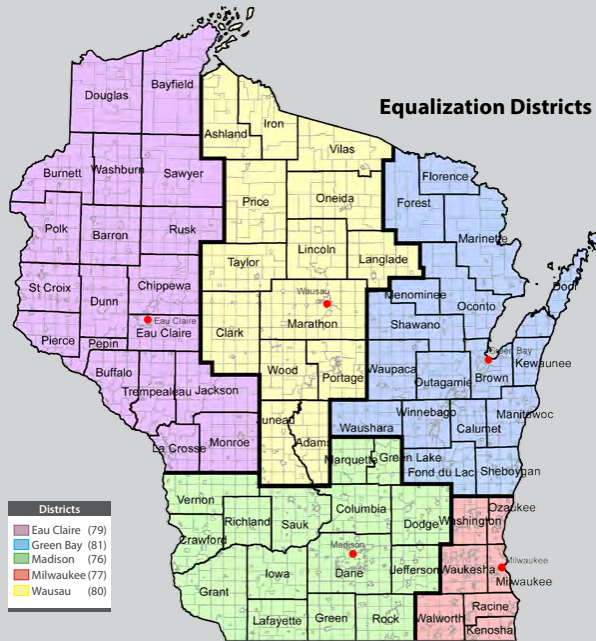 Equalization Districts
Bayfield
Douglas
Iron
Ashland
Vilas
Florence
Burnett
Washburn
Sawyer
Forest
Price
Oneida
Polk
Barron
Rusk
Marinette
Lincoln
Taylor
Langlade
St Croix
Chippewa
Dunn
Door
Menominee
Oconto
Wausau
Eau Claire
Eau Claire
Marathon
Shawano
Clark
Pierce
Pepin
Green Bay
Buffalo
Wood
Portage
Waupaca
Outagamie
Brown
Kewaunee
Trempealeau
Jackson
Winnebago
Manitowoc
Juneau
Waushara
Calumet
La Crosse
Monroe
Adams
Marquette
Green Lake
Fond du Lac
Sheboygan
Vernon
Richland
Sauk
Columbia
Dodge
Washington
Ozaukee
Crawford
Madison
Dane
Jefferson
Waukesha
Milwaukee
Milwaukee
Iowa
Grant
Lafayette
Green
Rock
Walworth
Racine
Kenosha
Districts
Eau Claire (79)
Green Bay (81)
Madison (76)
Milwaukee (77)
Wausau (80)